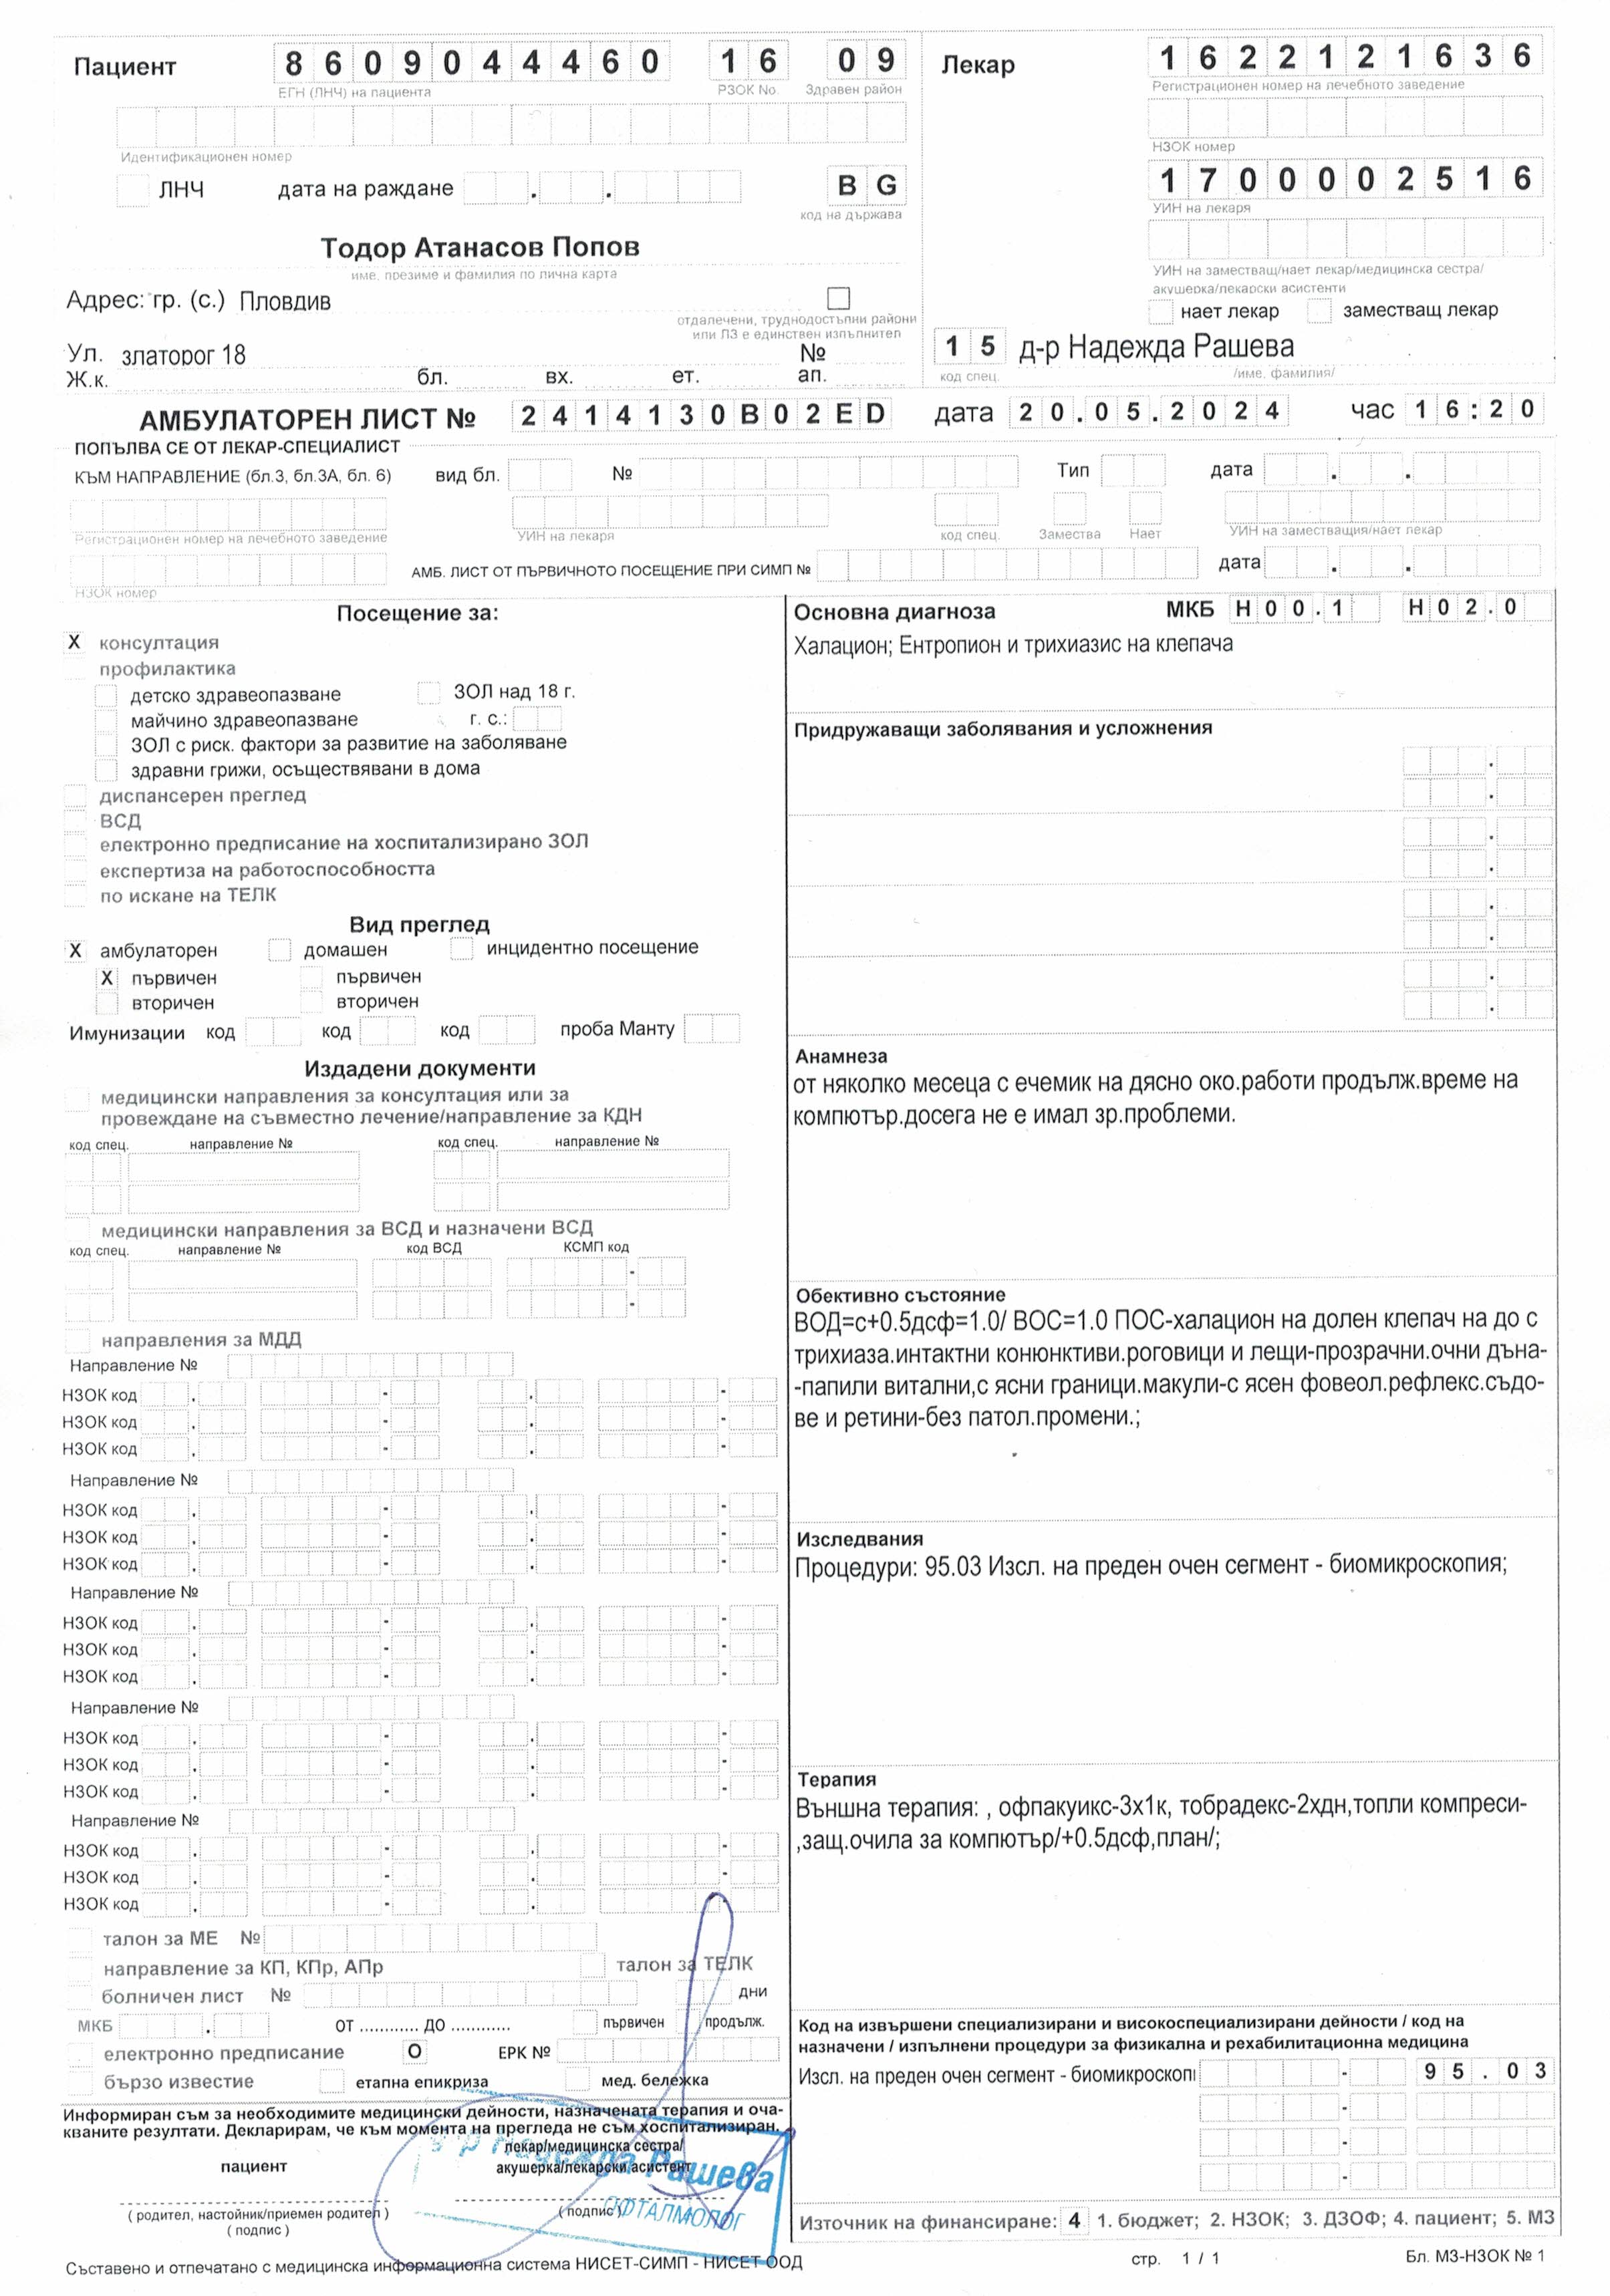 Пациент 8609044460 16 09
ЕГН (ЛНЧ) на пациента РЗОК No. Здравен район
Идентификационен номер
ЛНЧ дата на раждане . . BG
код на държава
Тодор Атанасов Попов
име, презиме и фамилия по лична карта
Адрес: гр. (с.) Пловдив
отдалечени, труднодостъпни райони
или ЛЗ е единствен изпълнител
Ул. златорог 18 №
Ж.к. бл. вх. ет. ап.
Лекар 1622121636
Регистрационен номер на лечебното заведение
НЗОК номер
1700002516
УИН на лекаря
УИН на заместващ/нает лекар/медицинска сестра/
акушерка/лекарски асистенти
нает лекар заместващ лекар
15 д-р Надежда Рашева
код спец. /име, фамилия/
АМБУЛАТОРЕН ЛИСТ № 2414130B02ED дата 20.05.2024 час 16:20
ПОПЪЛВА СЕ ОТ ЛЕКАР-СПЕЦИАЛИСТ
КЪМ НАПРАВЛЕНИЕ (бл.3, бл.3А, бл. 6) вид бл. № Тип дата . .
Регистрационен номер на лечебното заведение УИН на лекаря код спец. Замества Нает УИН на заместващия/нает лекар
АМБ. ЛИСТ ОТ ПЪРВИЧНОТО ПОСЕЩЕНИЕ ПРИ СИМП № дата . .
НЗОК номер
Посещение за:
X консултация
профилактика
детско здравеопазване ЗОЛ над 18 г.
майчино здравеопазване г. с.:
ЗОЛ с риск. фактори за развитие на заболяване
здравни грижи, осъществявани в дома
диспансерен преглед
ВСД
електронно предписание на хоспитализирано ЗОЛ
експертиза на работоспособността
по искане на ТЕЛК
Вид преглед
X амбулаторен домашен инцидентно посещение
X първичен първичен
вторичен вторичен
Имунизации код код код проба Манту
Издадени документи
медицински направления за консултация или за
провеждане на съвместно лечение/направление за КДН
код спец. направление № код спец. направление №
медицински направления за ВСД и назначени ВСД
код спец. направление № код ВСД КСМП код
-
-
направления за МДД
Направление №
НЗОК код . - . -
НЗОК код . - . -
НЗОК код . - . -
Направление №
НЗОК код . - . -
НЗОК код . - . -
НЗОК код . - . -
Направление №
НЗОК код . - . -
НЗОК код . - . -
НЗОК код . - . -
Направление №
НЗОК код . - . -
НЗОК код . - . -
НЗОК код . - . -
Направление №
НЗОК код . - . -
НЗОК код . - . -
НЗОК код . - . -
талон за МЕ №
направление за КП, КПр, АПр талон за ТЕЛК
болничен лист № дни
МКБ . ОТ ............ ДО ............ първичен продълж.
електронно предписание О ЕРК №
бързо известие етапна епикриза мед. бележка
Информиран съм за необходимите медицински дейности, назначената терапия и оча-
кваните резултати. Декларирам, че към момента на прегледа не съм хоспитализиран.
лекар/медицинска сестра/
пациент акушерка/лекарски асистент
( родител, настойник/приемен родител ) ( подпис )
( подпис )
Надежда Рашева
ОФТАЛМОЛОГ
Основна диагноза МКБ H00.1 H02.0
Халацион; Ентропион и трихиазис на клепача
Придружаващи заболявания и усложнения
Анамнеза
от няколко месеца с ечемик на дясно око.работи продълж.време на
компютър.досега не е имал зр.проблеми.
Обективно състояние
ВОД=с+0.5дсф=1.0/ ВОС=1.0 ПОС-халацион на долен клепач на до с
трихиаза.интактни конюнктиви.роговици и лещи-прозрачни.очни дъна-
-папили витални,с ясни граници.макули-с ясен фовеол.рефлекс.съдо-
ве и ретини-без патол.промени.;
Изследвания
Процедури: 95.03 Изсл. на преден очен сегмент - биомикроскопия;
Терапия
Външна терапия: , офпакуикс-3х1к, тобрадекс-2хдн,топли компреси-
,защ.очила за компютър/+0.5дсф,план/;
Код на извършени специализирани и високоспециализирани дейности / код на
назначени / изпълнени процедури за физикална и рехабилитационна медицина
Изсл. на преден очен сегмент - биомикроскопи - 95.03
-
-
-
Източник на финансиране: 4 1. бюджет; 2. НЗОК; 3. ДЗОФ; 4. пациент; 5. МЗ
Съставено и отпечатано с медицинска информационна система НИСЕТ-СИМП - НИСЕТ ООД стр. 1 / 1 Бл. МЗ-НЗОК № 1